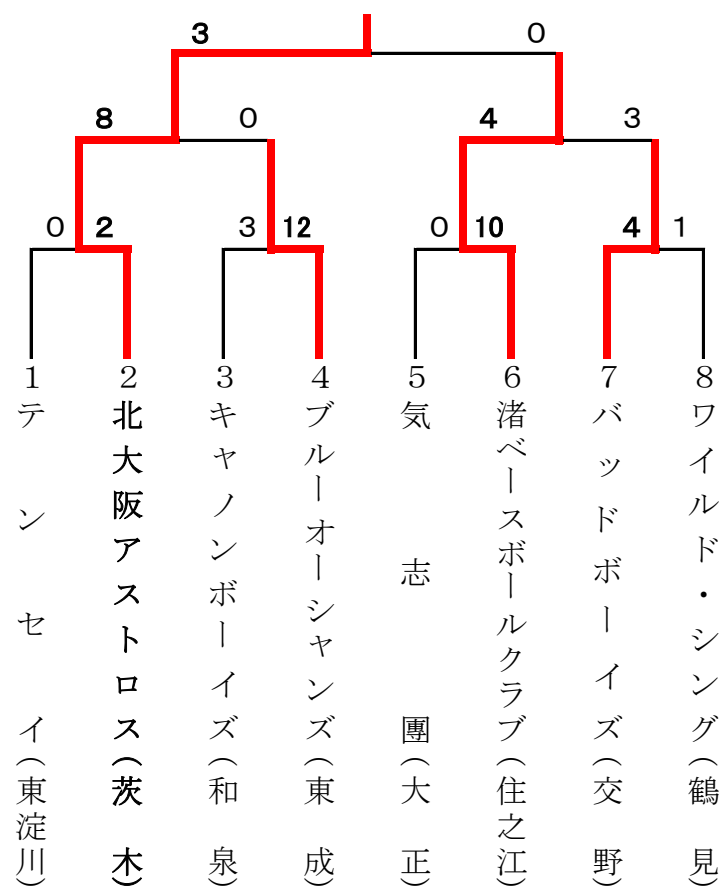 3 0
8 0 4 3
0 2 3 12 0 10 4 1
1 2 3 4 5 6 7 8
テンセイ(東淀川)
北大阪アストロス(茨木)
キャノンボーイズ(和泉)
ブルーオーシャンズ(東成)
気志團(大正)
渚ベースボールクラブ(住之江)
バッドボーイズ(交野)
ワイルド・シング(鶴見)